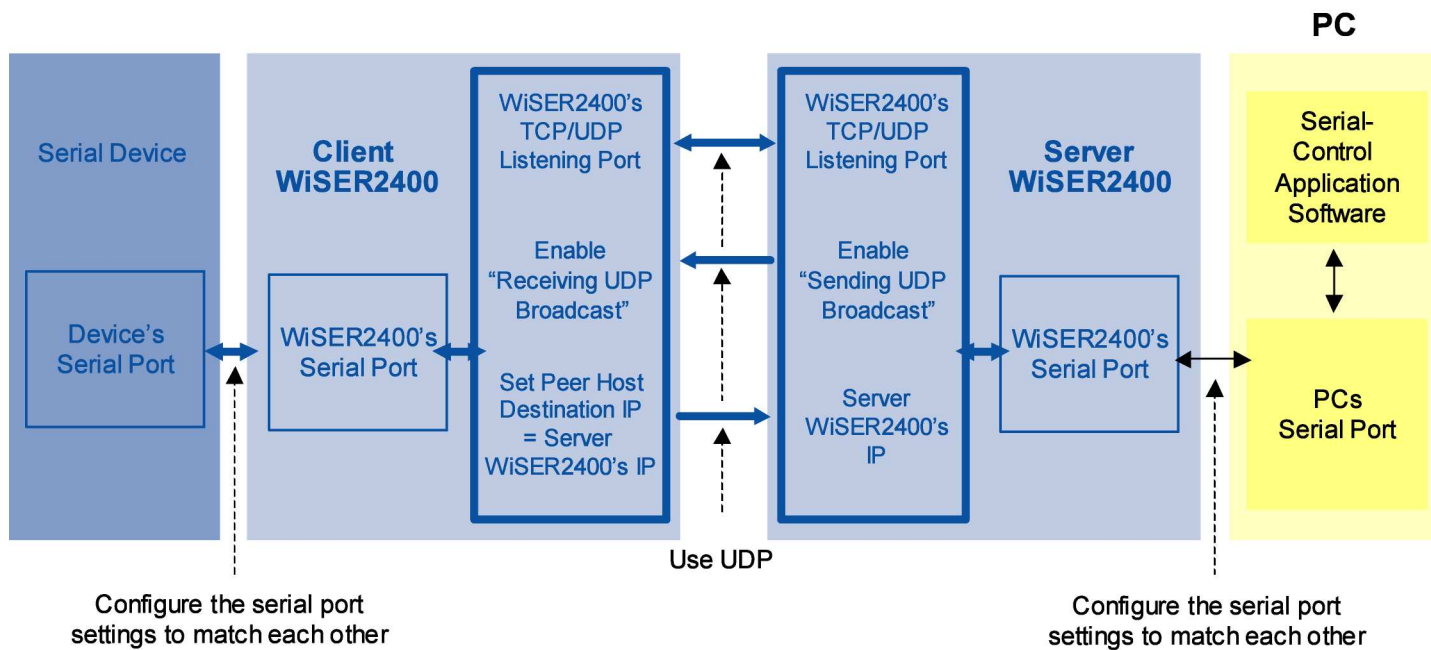 PC
Serial Device
Device's
Serial Port
Client
WiSER2400
WiSER2400's
Serial Port
WiSER2400's
TCP/UDP
Listening Port
Enable
“Receiving UDP
Broadcast”
Set Peer Host
Destination IP
= Server
WiSER2400's IP
WiSER2400's
TCP/UDP
Listening Port
Enable
“Sending UDP
Broadcast”
Server
WiSER2400's
IP
Server
WiSER2400
WiSER2400's
Serial Port
Serial-
Control
Application
Software
PCs
Serial Port
Use UDP
Configure the serial port
settings to match each other
Configure the serial port
settings to match each other